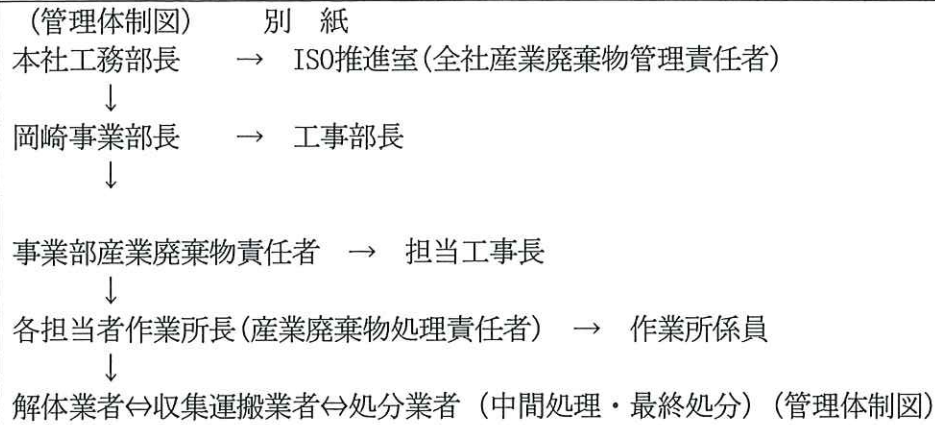 (管理体制図)　別　紙
本社工務部長　→　ISO推進室(全社産業廃棄物管理責任者)
↓
岡崎事業部長　→　工事部長
↓
事業部産業廃棄物責任者　→　担当工事長
↓
各担当者作業所長(産業廃棄物処理責任者)　→　作業所係員
↓
解体業者⇔収集運搬業者⇔処分業者（中間処理・最終処分）(管理体制図)